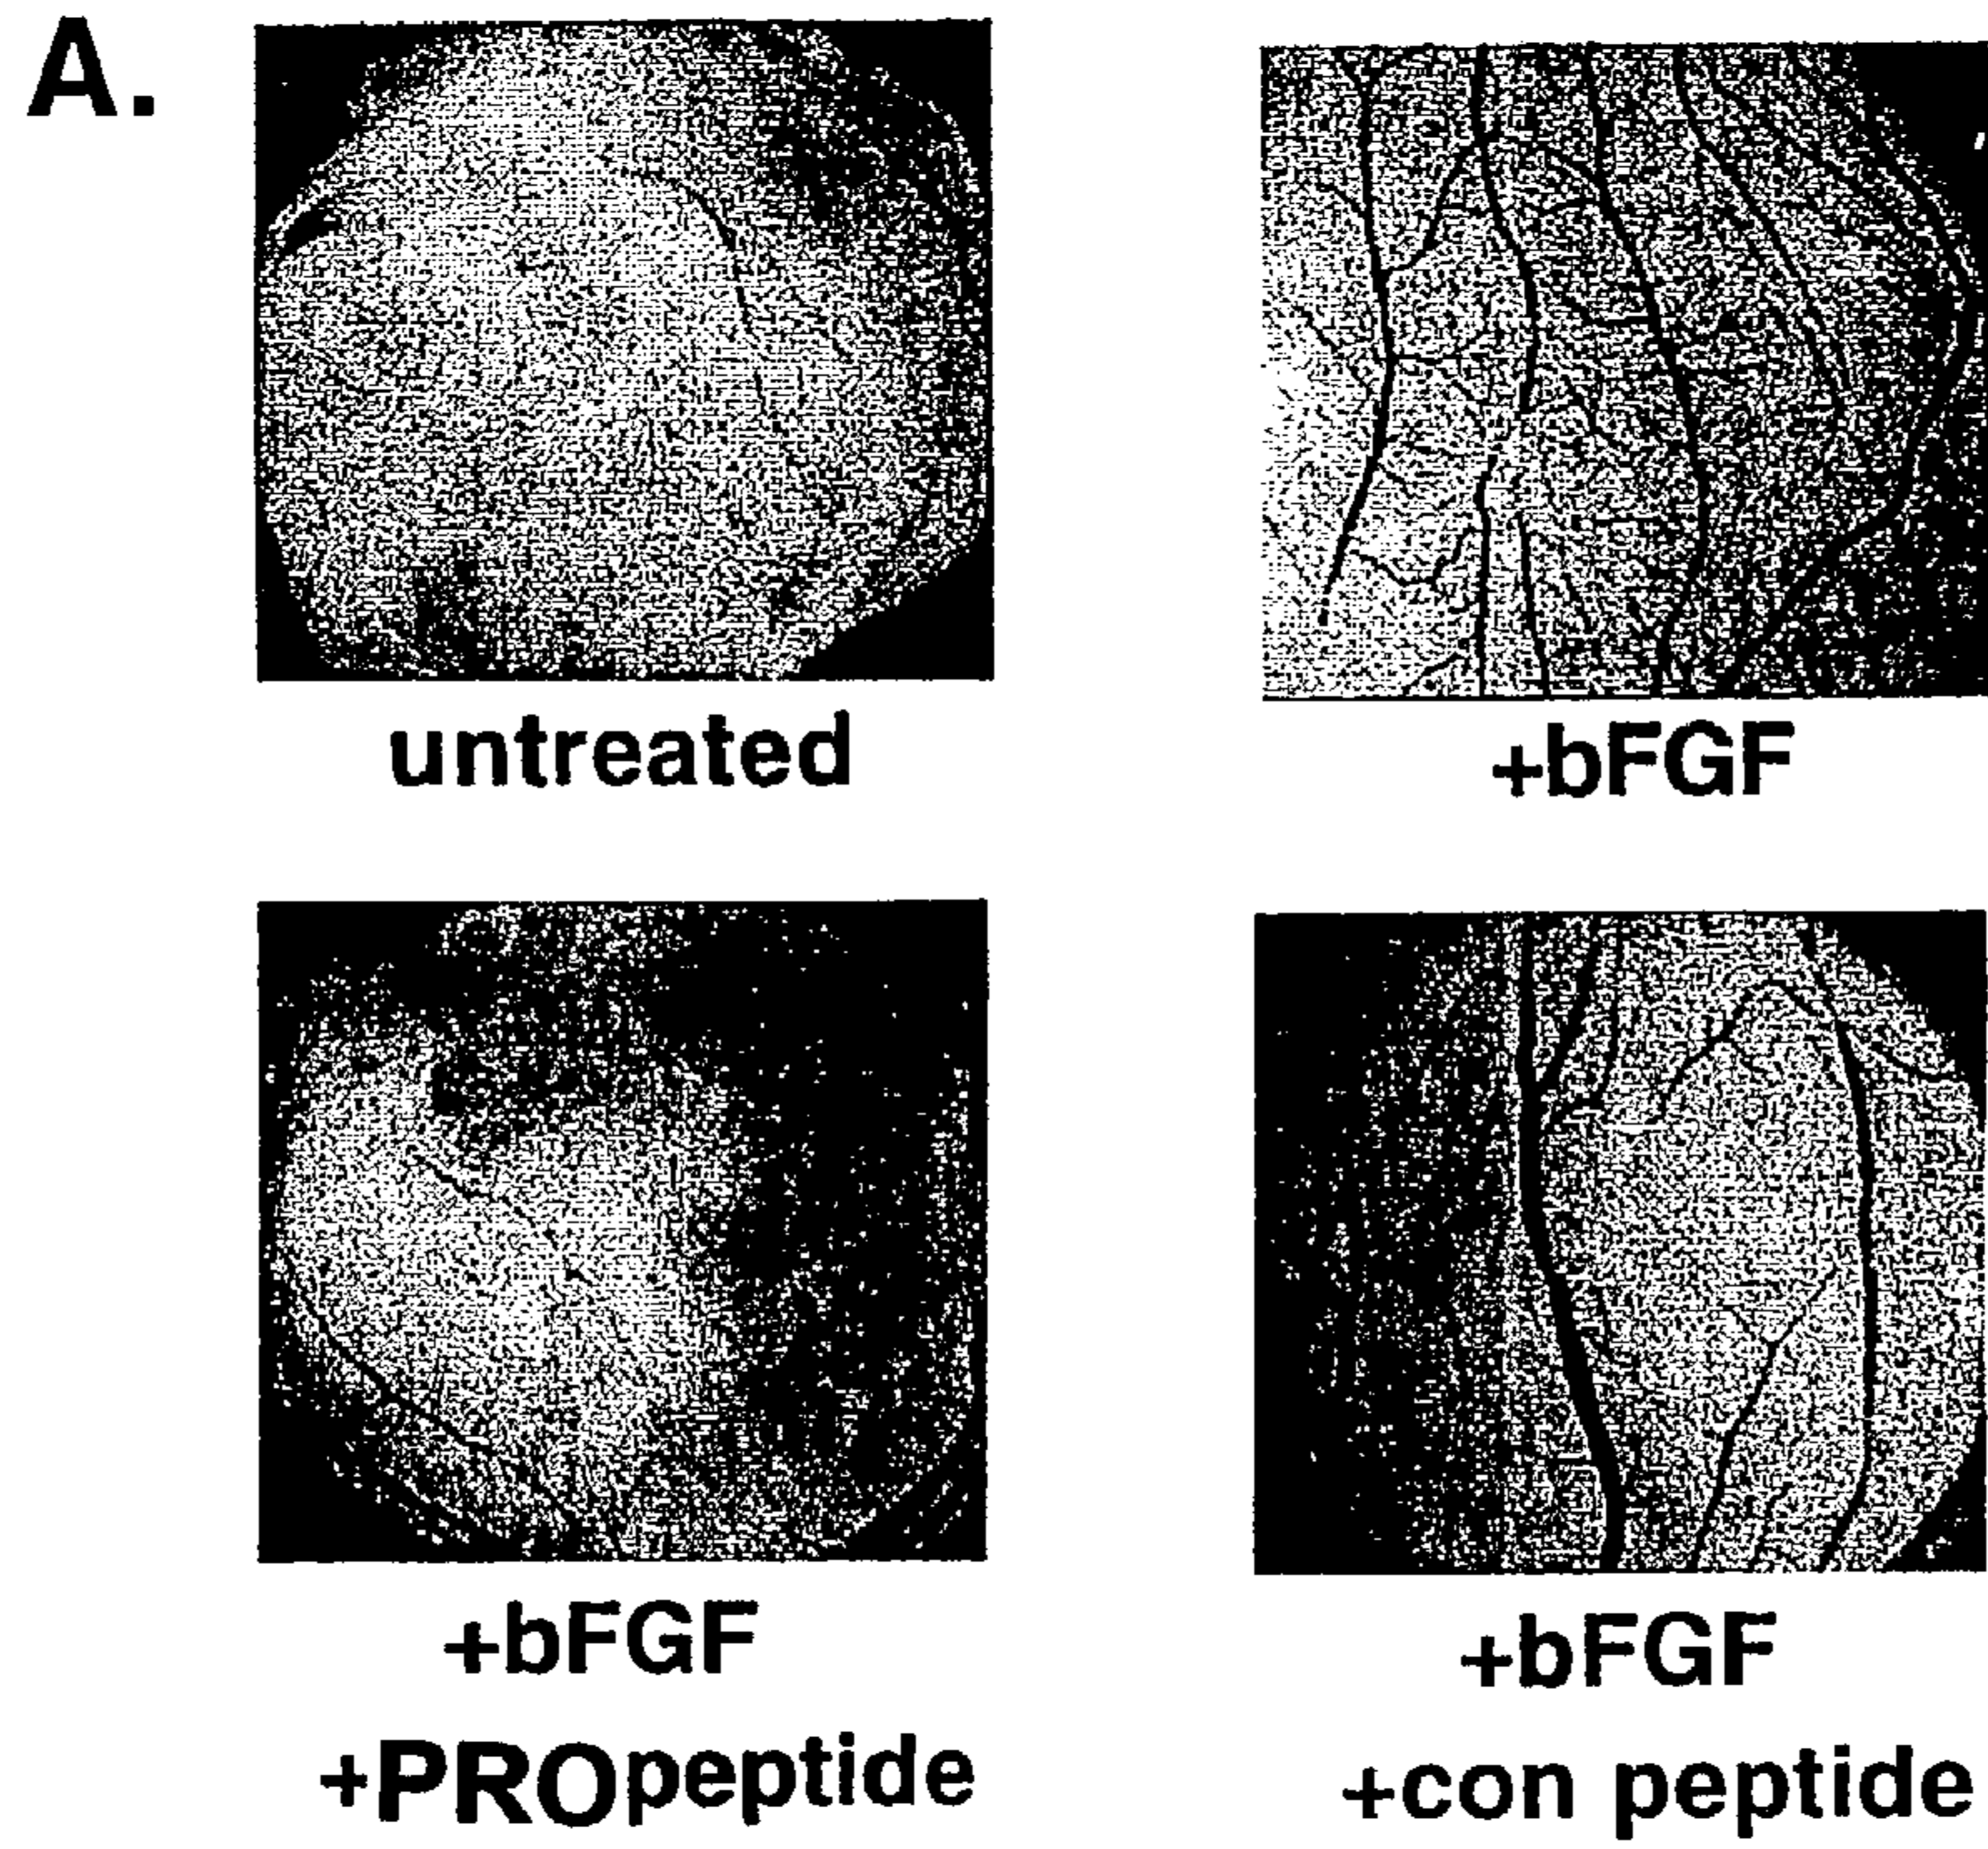 A.
untreated
+bFGF
+bFGF
+PROpeptide
+bFGF
+con peptide